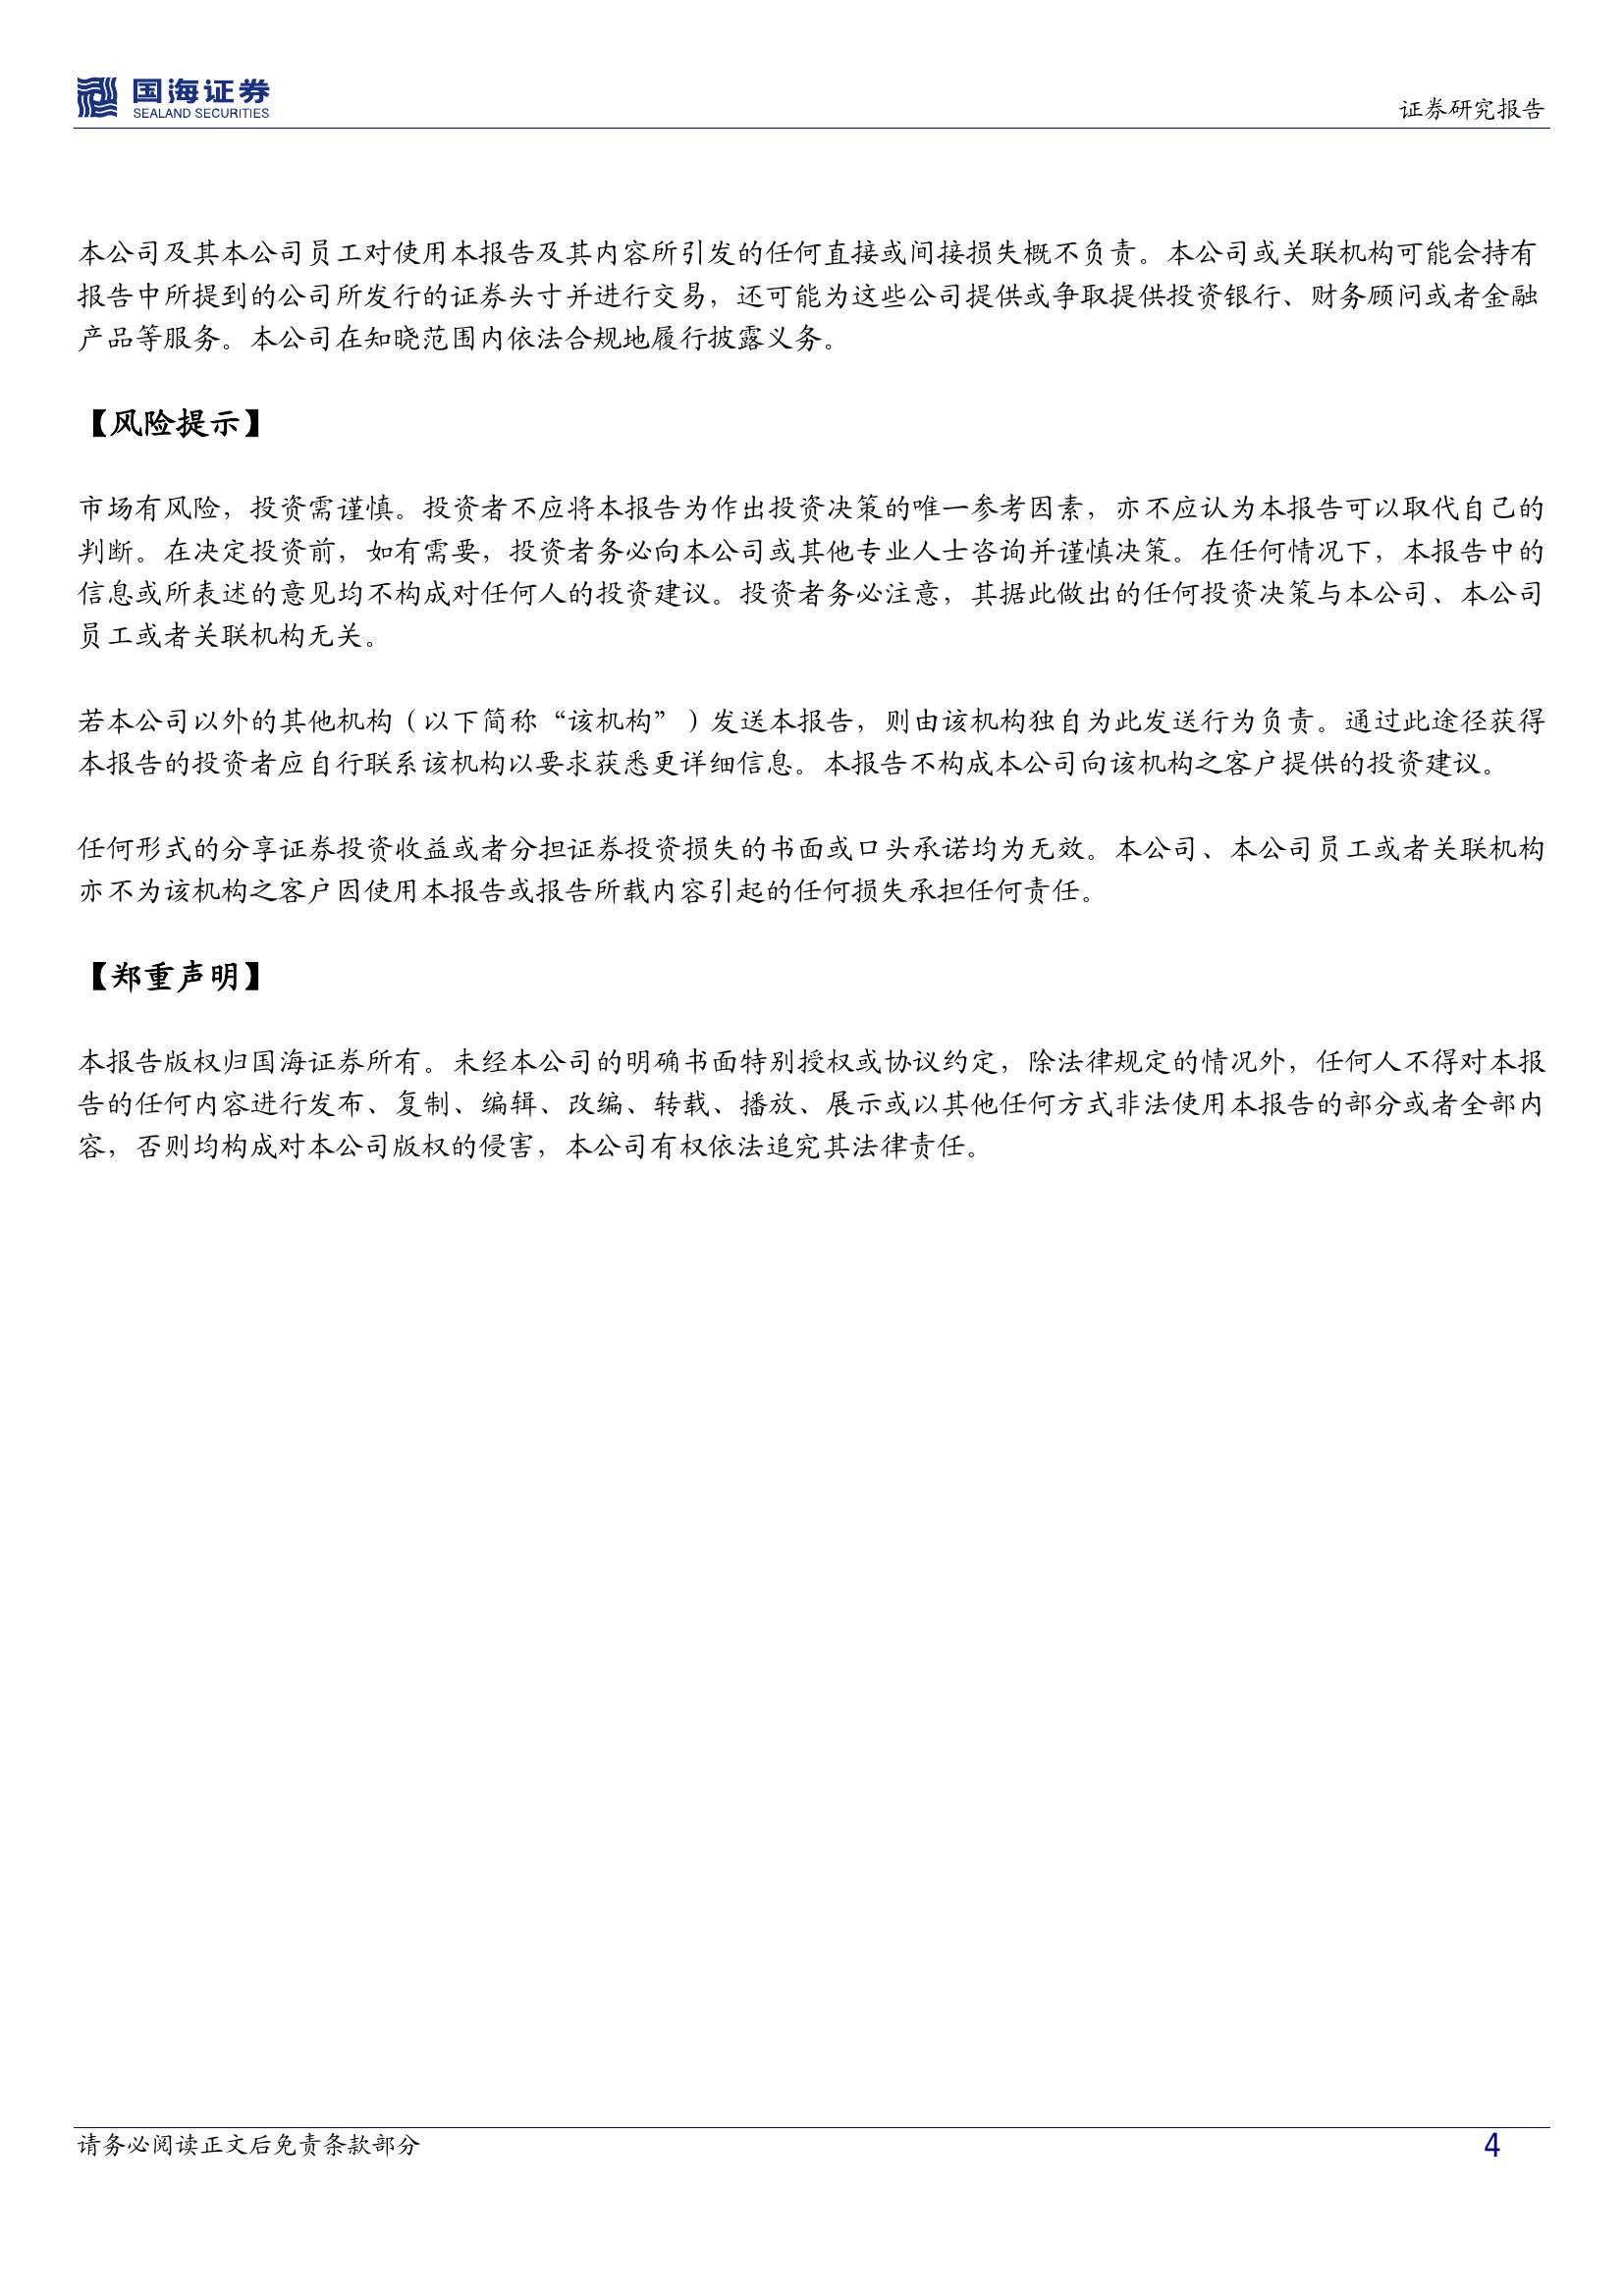 国海证券
SEALAND SECURITIES
证券研究报告
本公司及其本公司员工对使用本报告及其内容所引发的任何直接或间接损失概不负责。本公司或关联机构可能会持有
报告中所提到的公司所发行的证券头寸并进行交易，还可能为这些公司提供或争取提供投资银行、财务顾问或者金融
产品等服务。本公司在知晓范围内依法合规地履行披露义务。
【风险提示】
市场有风险，投资需谨慎。投资者不应将本报告为作出投资决策的唯一参考因素，亦不应认为本报告可以取代自己的
判断。在决定投资前，如有需要，投资者务必向本公司或其他专业人士咨询并谨慎决策。在任何情况下，本报告中的
信息或所表述的意见均不构成对任何人的投资建议。投资者务必注意，其据此做出的任何投资决策与本公司、本公司
员工或者关联机构无关。
若本公司以外的其他机构（以下简称“该机构”）发送本报告，则由该机构独自为此发送行为负责。通过此途径获得
本报告的投资者应自行联系该机构以要求获悉更详细信息。本报告不构成本公司向该机构之客户提供的投资建议。
任何形式的分享证券投资收益或者分担证券投资损失的书面或口头承诺均为无效。本公司、本公司员工或者关联机构
亦不为该机构之客户因使用本报告或报告所载内容引起的任何损失承担任何责任。
【郑重声明】
本报告版权归国海证券所有。未经本公司的明确书面特别授权或协议约定，除法律规定的情况外，任何人不得对本报
告的任何内容进行发布、复制、编辑、改编、转载、播放、展示或以其他任何方式非法使用本报告的部分或者全部内
容，否则均构成对本公司版权的侵害，本公司有权依法追究其法律责任。
请务必阅读正文后免责条款部分
4